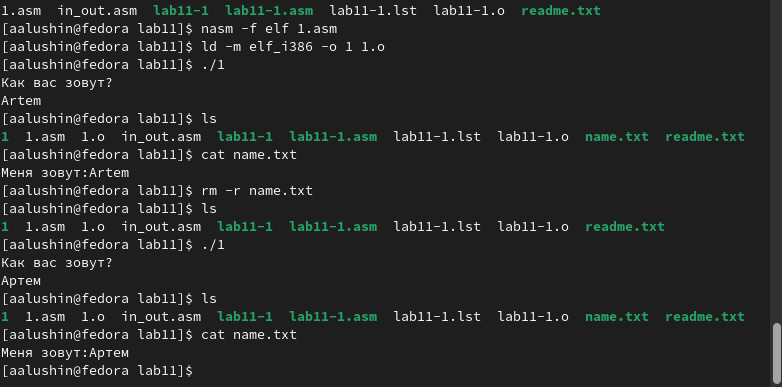 1.asm  in_out.asm  lab11-1  lab11-1.asm  lab11-1.lst  lab11-1.o  readme.txt
[aalushin@fedora lab11]$ nasm -f elf 1.asm
[aalushin@fedora lab11]$ ld -m elf_i386 -o 1 1.o
[aalushin@fedora lab11]$ ./1
Как вас зовут?
Artem
[aalushin@fedora lab11]$ ls
1  1.asm  1.o  in_out.asm  lab11-1  lab11-1.asm  lab11-1.lst  lab11-1.o  name.txt  readme.txt
[aalushin@fedora lab11]$ cat name.txt
Меня зовут:Artem
[aalushin@fedora lab11]$ rm -r name.txt
[aalushin@fedora lab11]$ ls
1  1.asm  1.o  in_out.asm  lab11-1  lab11-1.asm  lab11-1.lst  lab11-1.o  readme.txt
[aalushin@fedora lab11]$ ./1
Как вас зовут?
Артем
[aalushin@fedora lab11]$ ls
1  1.asm  1.o  in_out.asm  lab11-1  lab11-1.asm  lab11-1.lst  lab11-1.o  name.txt  readme.txt
[aalushin@fedora lab11]$ cat name.txt
Меня зовут:Артем
[aalushin@fedora lab11]$